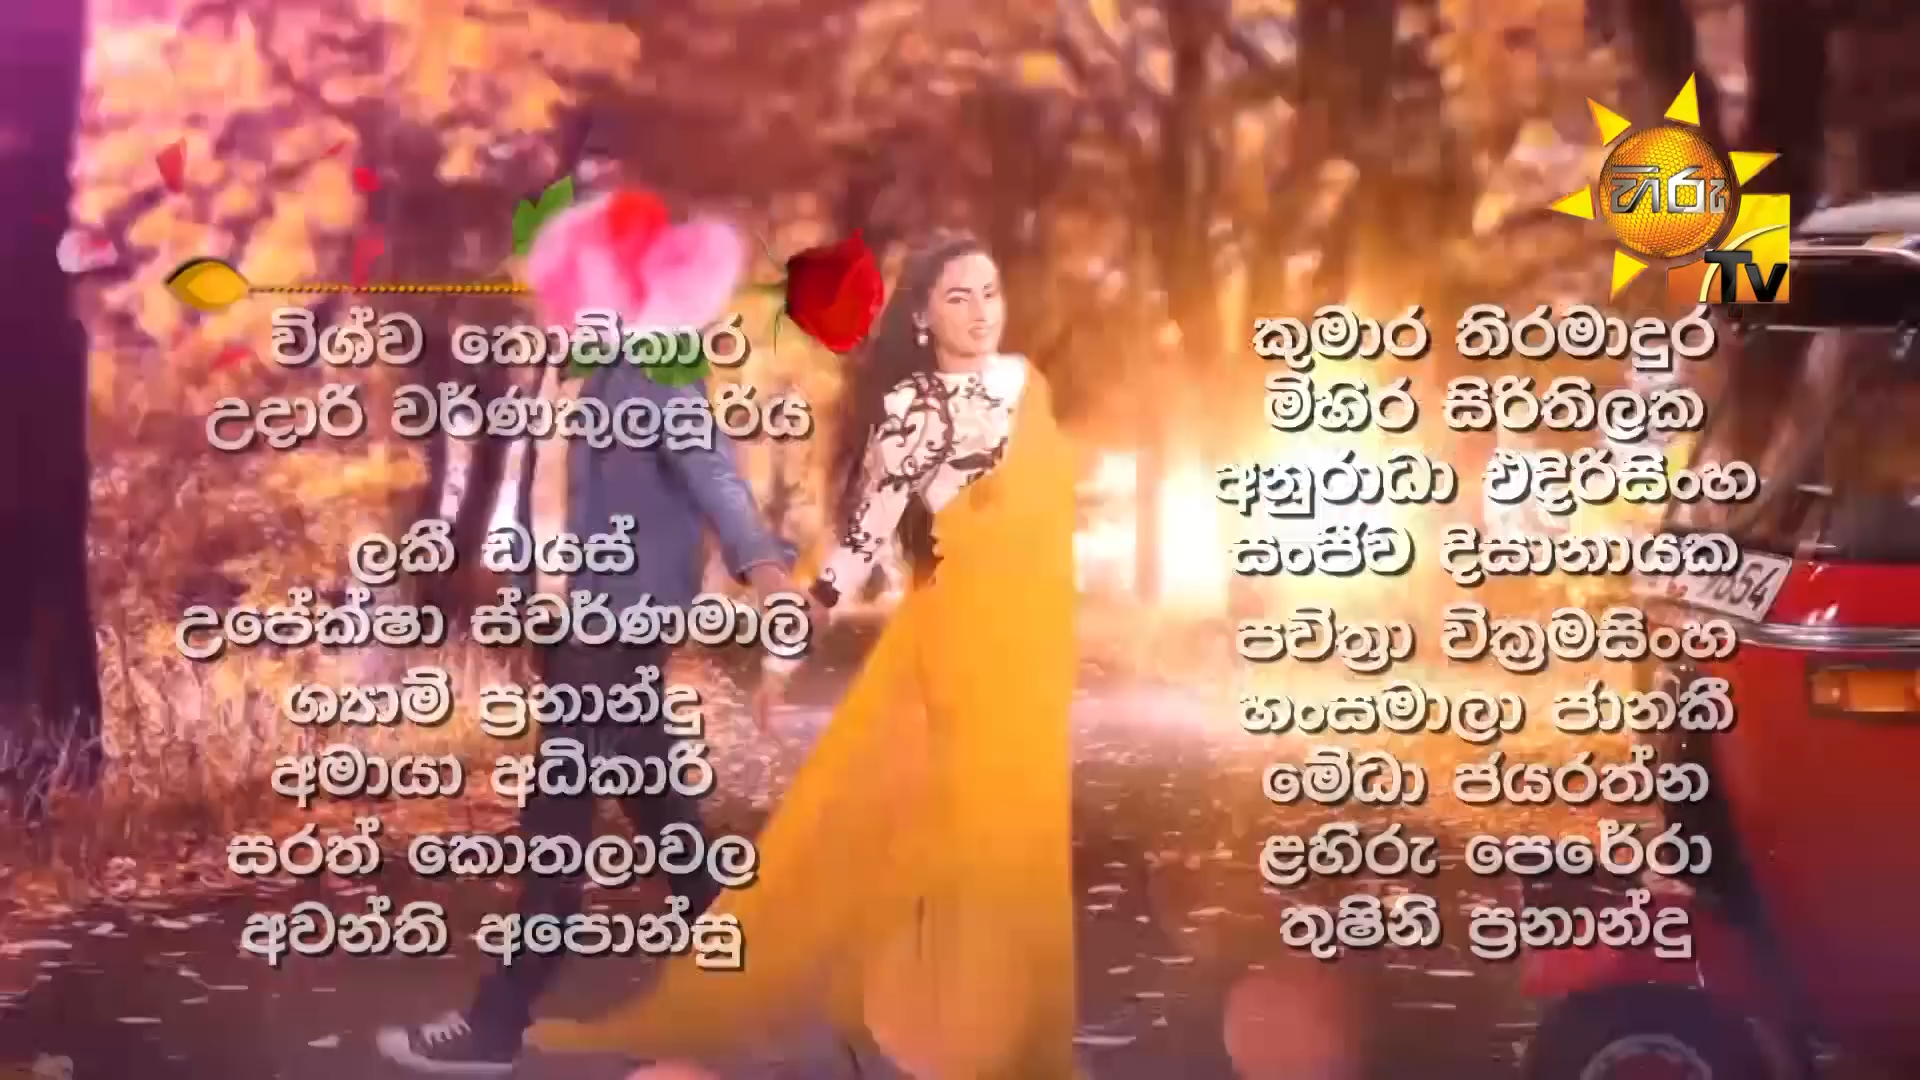 හිරු
TV
විශ්ව කොඩිකාර
උදාරි වර්ණකුලසූරිය
ලකී ඩයස්
උපේක්ෂා ස්වර්ණමාලි
ශ්‍යාමි ප්‍රනාන්දු
අමායා අධිකාරී
සරත් කොතලාවල
අවන්ති අපොන්සු
කුමාර තිරිමාදුර
මිහිර සිරිතිලක
අනුරාධා එදිරිසිංහ
සංජීව දිසානායක
පවිත්‍රා වික්‍රමසිංහ
හංසමාලා ජානකී
මේධා ජයරත්න
ළහිරු පෙරේරා
තුෂිනි ප්‍රනාන්දු